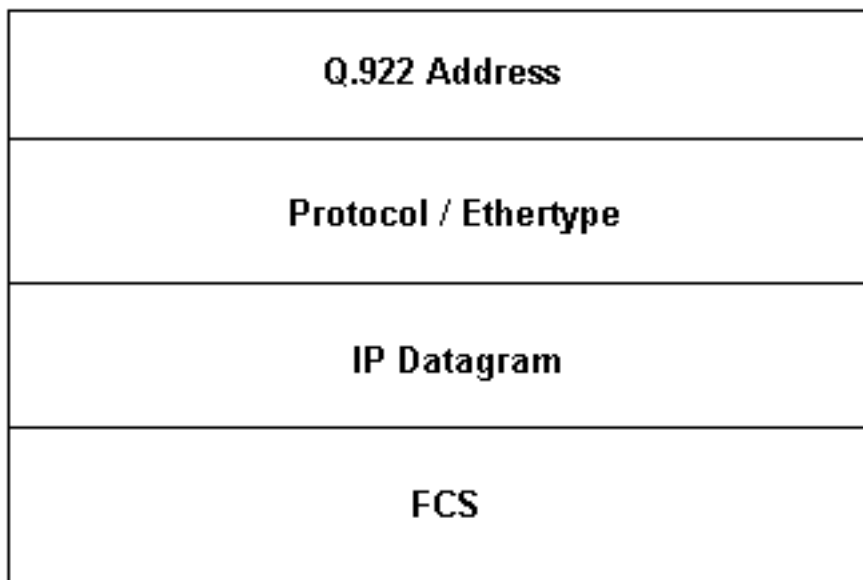 Q.922 Address
Protocol / Ethertype
IP Datagram
FCS